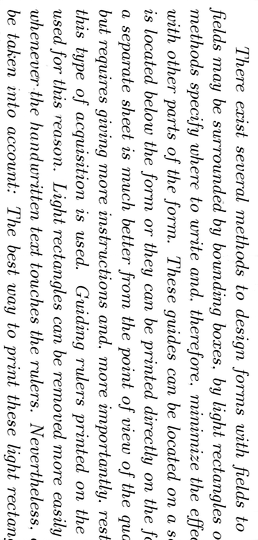 There exist several methods to design forms with fields to
fields may be surrounded by bounding boxes, by light rectangles o
methods specify where to write and, therefore, minimize the effe
with other parts of the form. These guides can be located on a s
is located below the form or they can be printed directly on the fo
a separate sheet is much better from the point of view of the qua
but requires giving more instructions and, more importantly, rest
this type of acquisition is used. Guiding rulers printed on the
used for this reason. Light rectangles can be removed more easily
whenever the handwritten text touches the rulers. Nevertheless,
be taken into account: The best way to print these light rectang